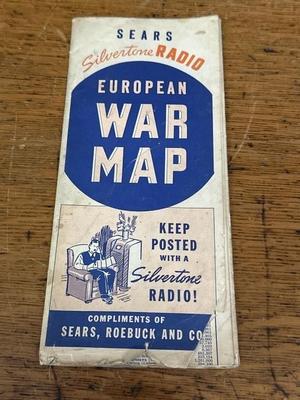 SEARS
Silvertone RADIO
EUROPEAN
WAR
MAP
KEEP
POSTED
WITH A
Silvertone
RADIO!
COMPLIMENTS OF
SEARS, ROEBUCK AND CO